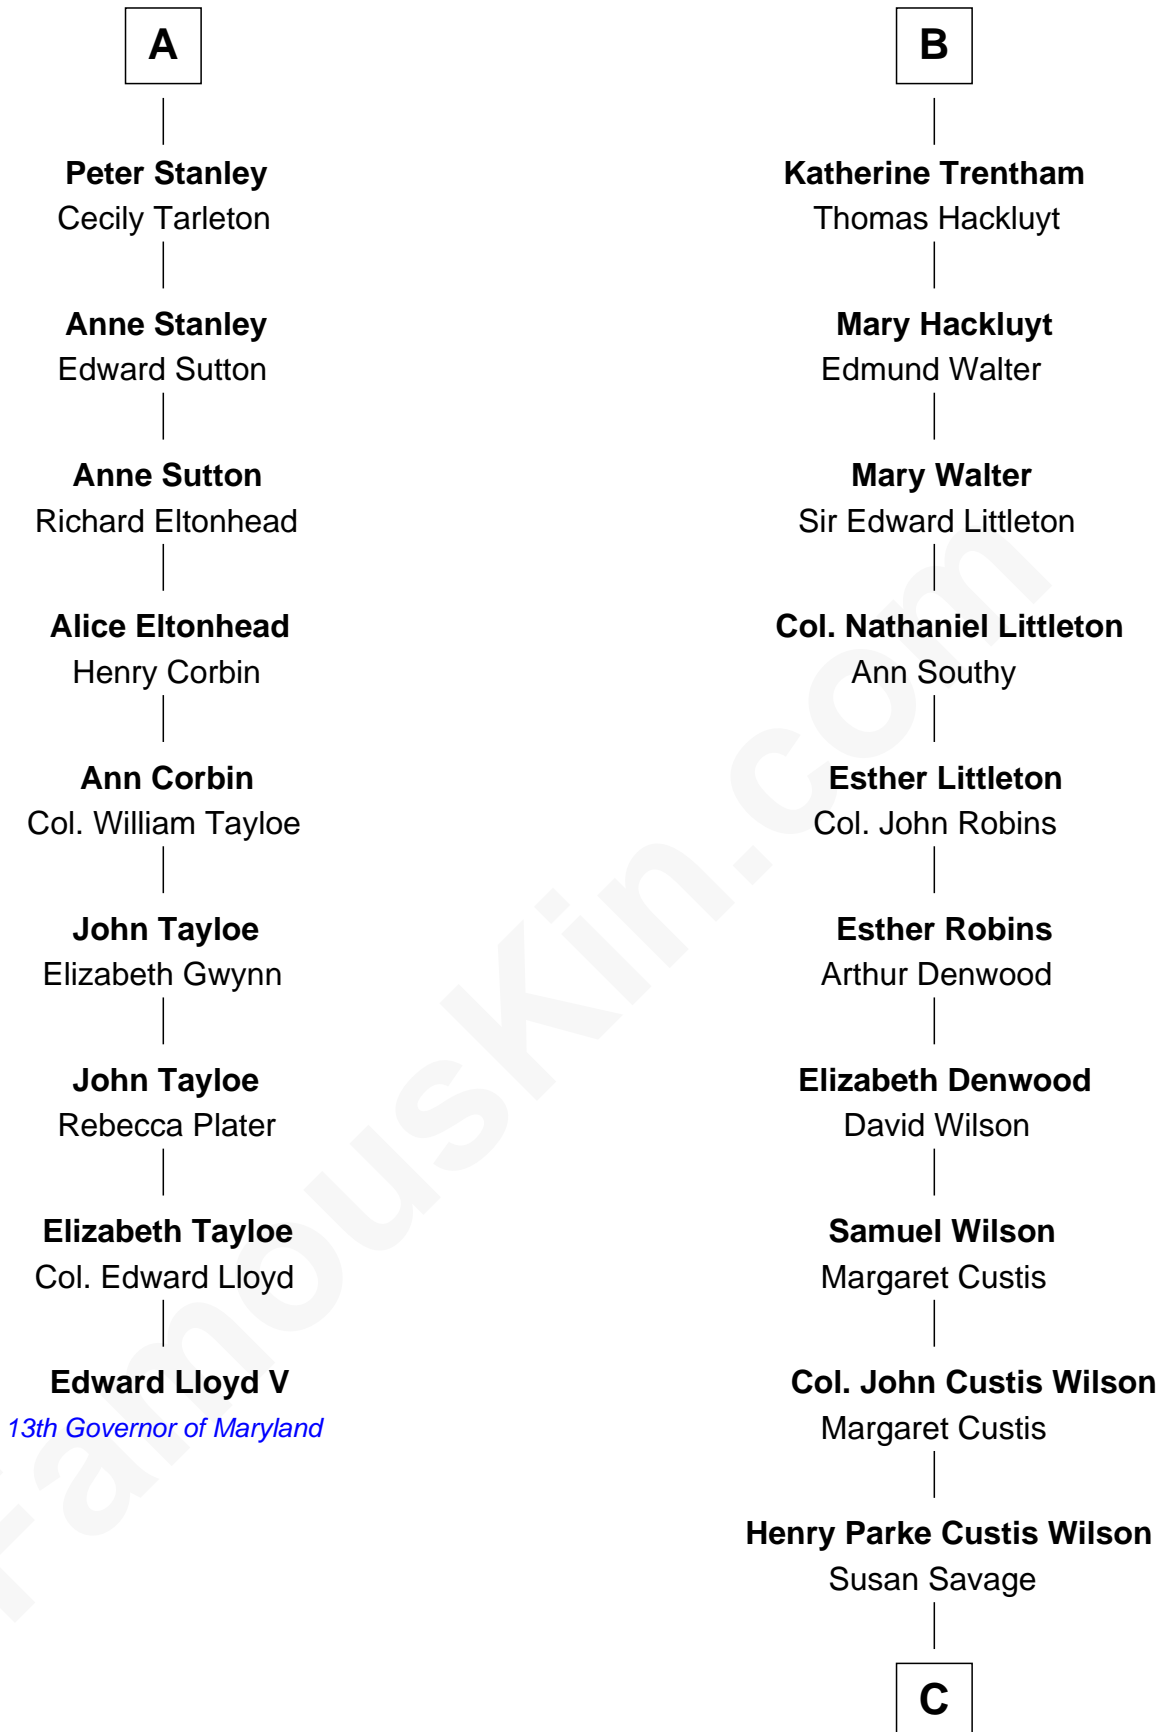 A
Peter Stanley
Cecily Tarleton
Anne Stanley
Edward Sutton
Anne Sutton
Richard Eltonhead
Alice Eltonhead
Henry Corbin
Ann Corbin
Col. William Tayloe
John Tayloe
Elizabeth Gwynn
John Tayloe
Rebecca Plater
Elizabeth Tayloe
Col. Edward Lloyd
Edward Lloyd V
13th Governor of Maryland
B
Katherine Trentham
Thomas Hackluyt
Mary Hackluyt
Edmund Walter
Mary Walter
Sir Edward Littleton
Col. Nathaniel Littleton
Ann Southy
Esther Littleton
Col. John Robins
Esther Robins
Arthur Denwood
Elizabeth Denwood
David Wilson
Samuel Wilson
Margaret Custis
Col. John Custis Wilson
Margaret Custis
Henry Parke Custis Wilson
Susan Savage
C
FamousKin.com